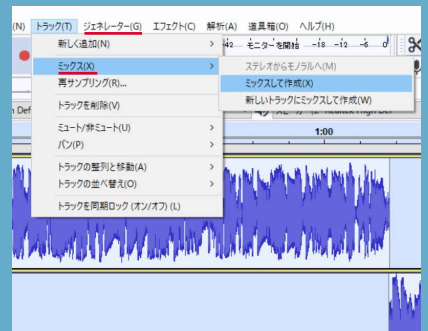 (N) トラック(T) ジェネレーター(G) エフェクト(C) 解析(A) 道具箱(O) ヘルプ(H)
新しく追加(N)
42 モニターを開始 -18 -12 -6 0
ミックス(X)
ステレオからモノラルへ(M)
再サンプリング(R)...
ミックスして作成(X)
トラックを削除(V)
新しいトラックにミックスして作成(W)
ミュート/非ミュート(U)
1:00
パン(P)
トラックの整列と移動(A)
トラックの並べ替え(O)
トラックを同期ロック (オン/オフ) (L)